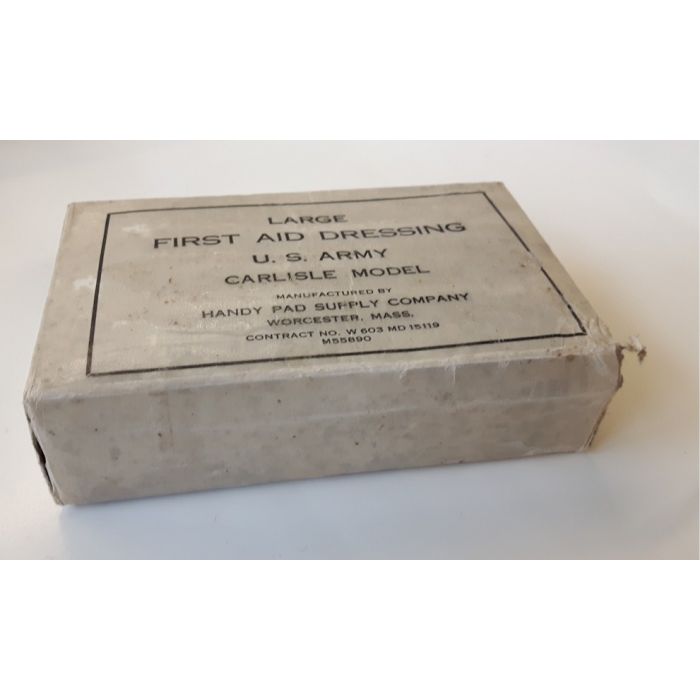 LARGE
FIRST AID DRESSING
U. S. ARMY
CARLISLE MODEL
MANUFACTURED BY
HANDY PAD SUPPLY COMPANY
WORCESTER, MASS.
CONTRACT NO. W 603 MD 15119
M55890